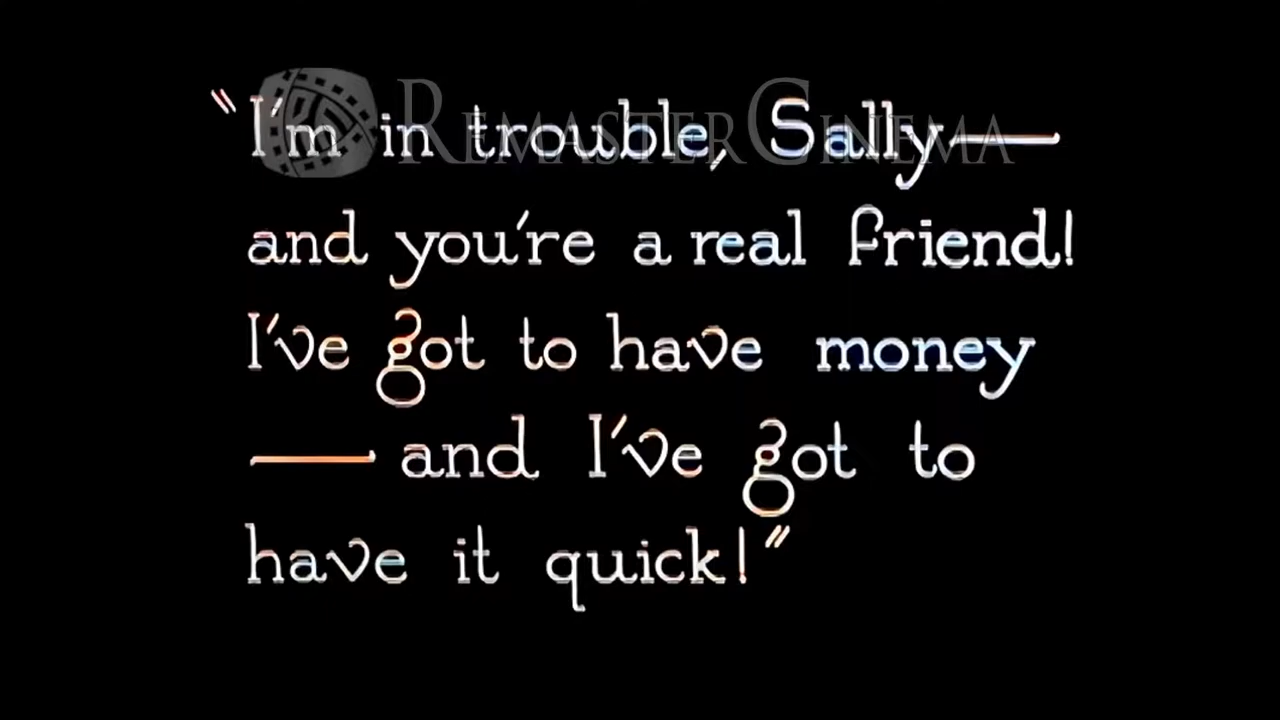 REMASTER CINEMA
"I'm in trouble, Sally—
and you're a real friend!
I've got to have money
— and I've got to
have it quick!"